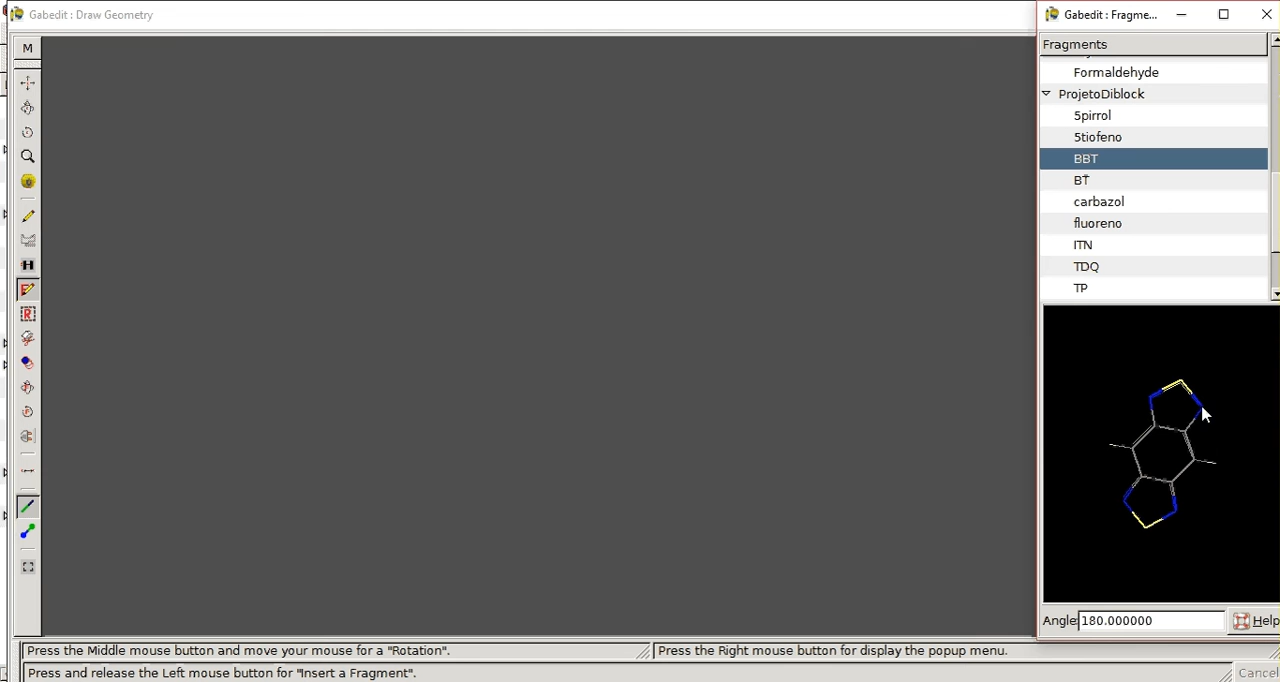 Gabedit : Draw Geometry
Gabedit : Fragme...
M
Fragments
Formaldehyde
ProjetoDiblock
5pirrol
5tiofeno
BBT
BT
carbazol
fluoreno
ITN
TDQ
TP
Angle 180.000000 Help
Press the Middle mouse button and move your mouse for a "Rotation".
Press the Right mouse button for display the popup menu.
Press and release the Left mouse button for "Insert a Fragment".
Cancel